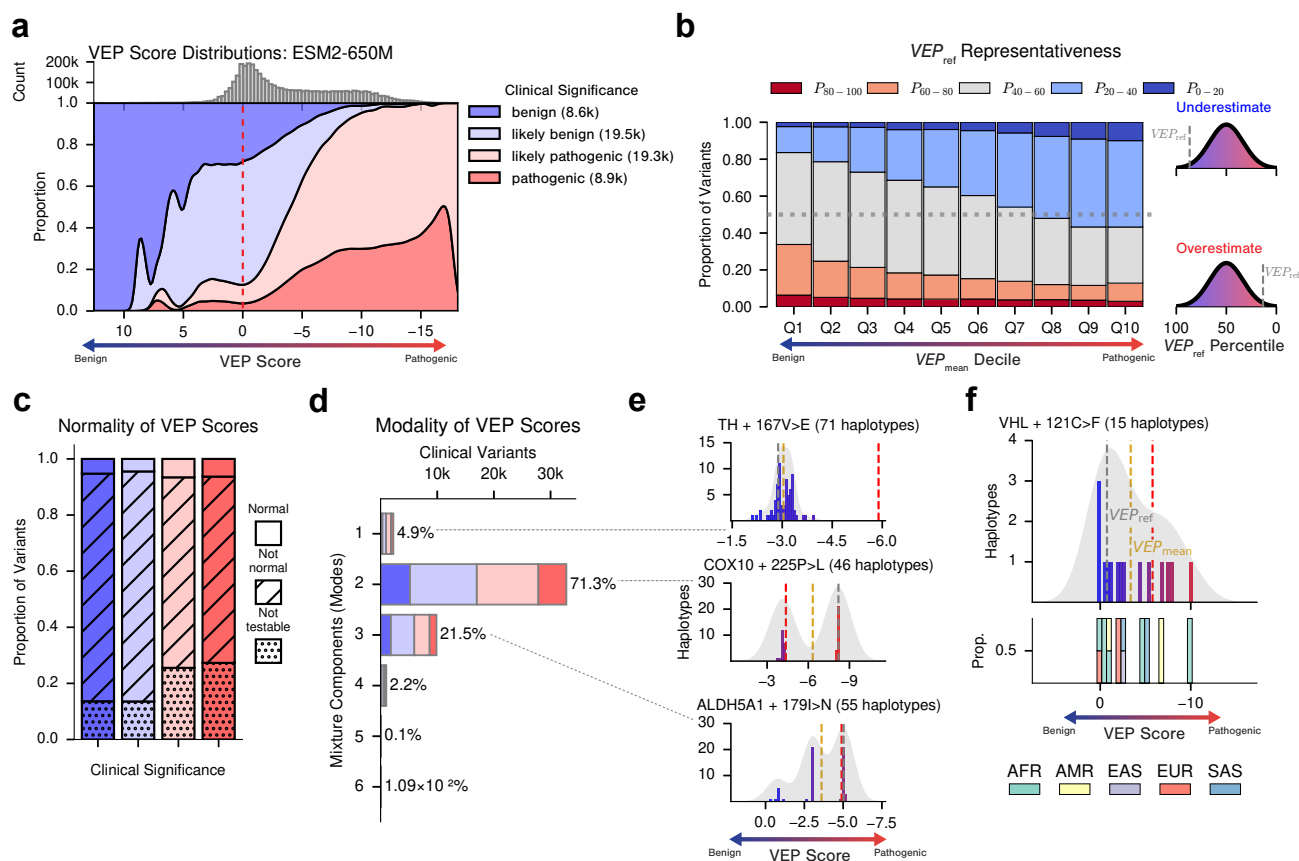 a
VEP Score Distributions: ESM2-650M
Count
200k
100k
1.0
0.8
0.6
0.4
0.2
0.0
Proportion
10
5
0
−5
−10
−15
Benign
VEP Score
Pathogenic
Clinical Significance
benign (8.6k)
likely benign (19.5k)
likely pathogenic (19.3k)
pathogenic (8.9k)
b
VEPref Representativeness
P80−100
P60−80
P40−60
P20−40
P0−20
Proportion of Variants
1.00
0.80
0.60
0.40
0.20
0.00
Q1 Q2 Q3 Q4 Q5 Q6 Q7 Q8 Q9 Q10
Benign
VEPmean Decile
Pathogenic
Underestimate
VEPref
Overestimate
VEPref
100
0
VEPref Percentile
c
Normality of VEP Scores
Proportion of Variants
1.0
0.8
0.6
0.4
0.2
0.0
Clinical Significance
Normal
Not
normal
Not
testable
d
Modality of VEP Scores
Clinical Variants
10k 20k 30k
Mixture Components (Modes)
1
4.9%
2
71.3%
3
21.5%
4
2.2%
5
0.1%
6
1.09×10 ²%
e
TH + 167V>E (71 haplotypes)
15
10
5
−1.5 −3.0 −4.5 −6.0
COX10 + 225P>L (46 haplotypes)
Haplotypes
30
20
10
−3 −6 −9
ALDH5A1 + 179I>N (55 haplotypes)
30
20
10
0.0 −2.5 −5.0 −7.5
Benign
VEP Score
Pathogenic
f
VHL + 121C>F (15 haplotypes)
Haplotypes
4
3
2
1
VEPref
VEPmean
0
−10
Prop.
0.5
0
−10
Benign
VEP Score
Pathogenic
AFR AMR EAS EUR SAS